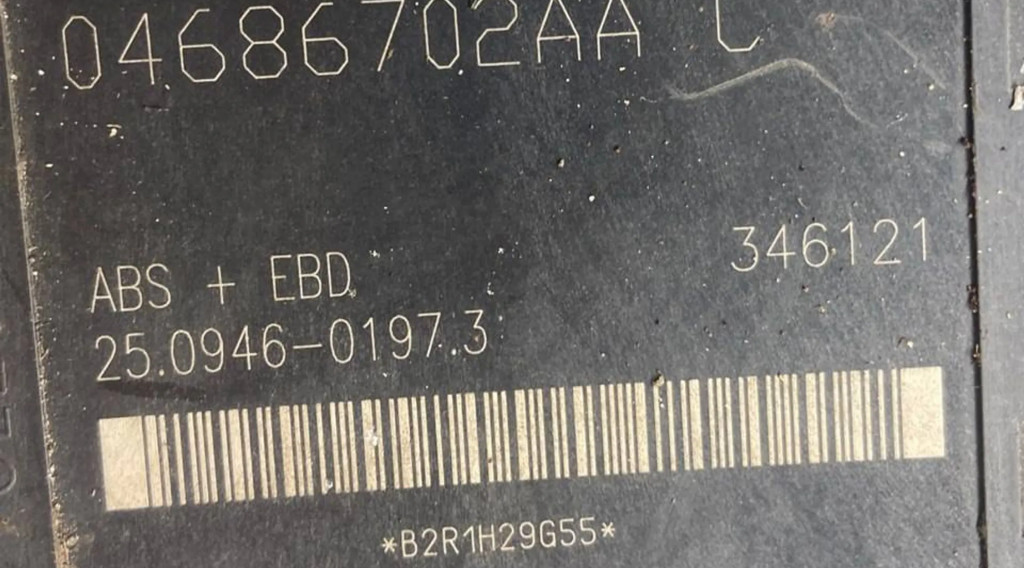 04686702AA C
346121
ABS + EBD
25.0946-0197.3
*B2R1H29G55*